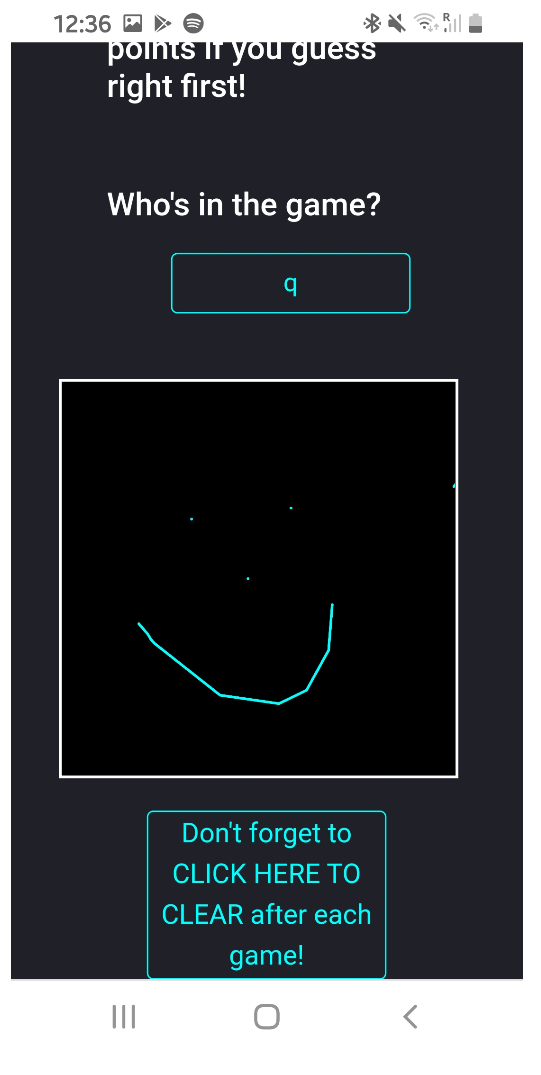 12:36
R
points if you guess
right first!
Who's in the game?
q
Don't forget to
CLICK HERE TO
CLEAR after each
game!